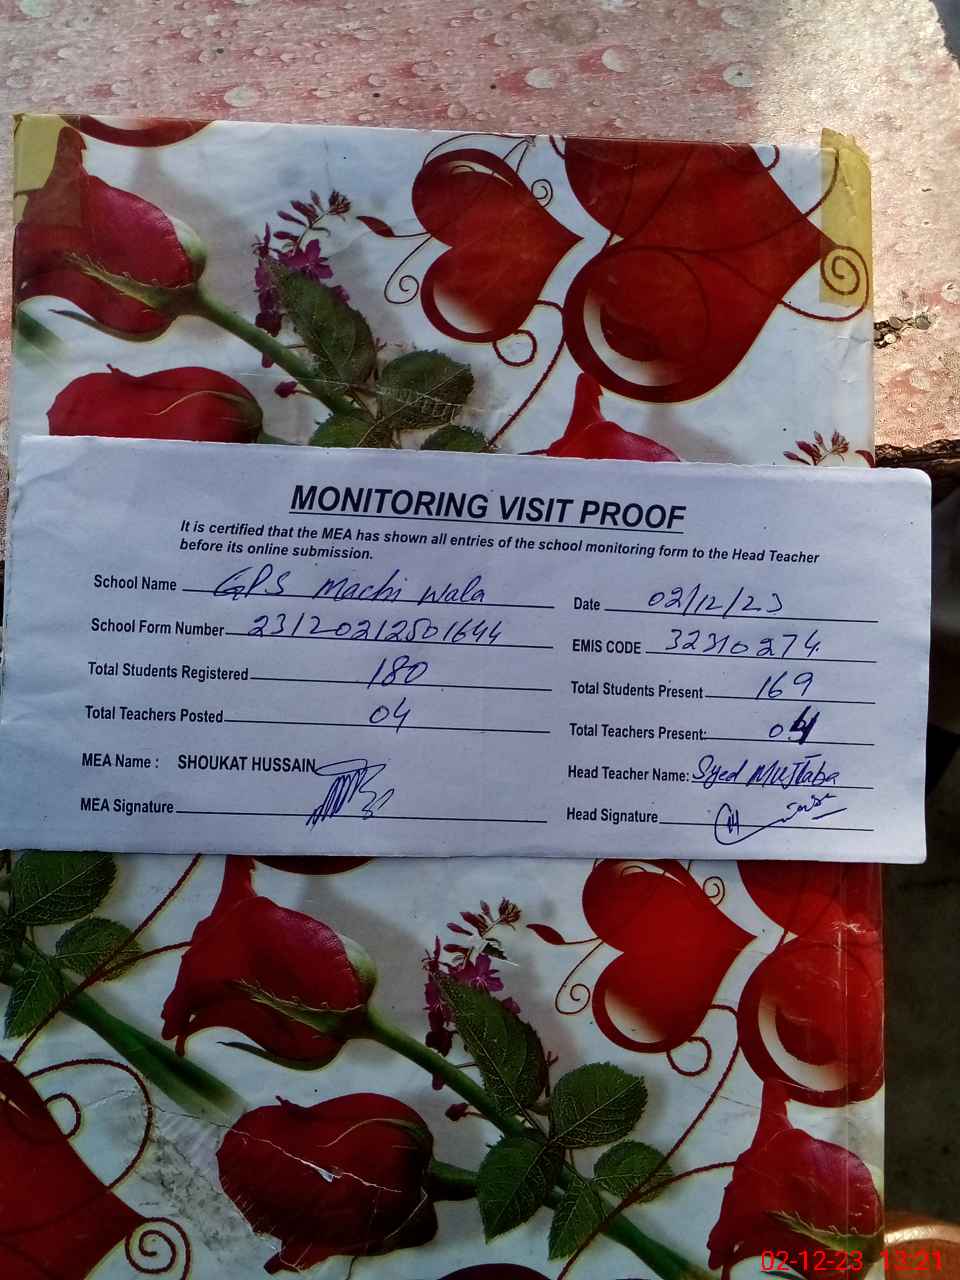 MONITORING VISIT PROOF
It is certified that the MEA has shown all entries of the school monitoring form to the Head Teacher
before its online submission.
School Name GPS Machi Wala Date 02/12/23
School Form Number 23120212501644 EMIS CODE 32310274
Total Students Registered 180 Total Students Present 169
Total Teachers Posted 04 Total Teachers Present: 04
MEA Name : SHOUKAT HUSSAIN Head Teacher Name: Syed Mujtaba
MEA Signature Head Signature
02-12-23 13:21